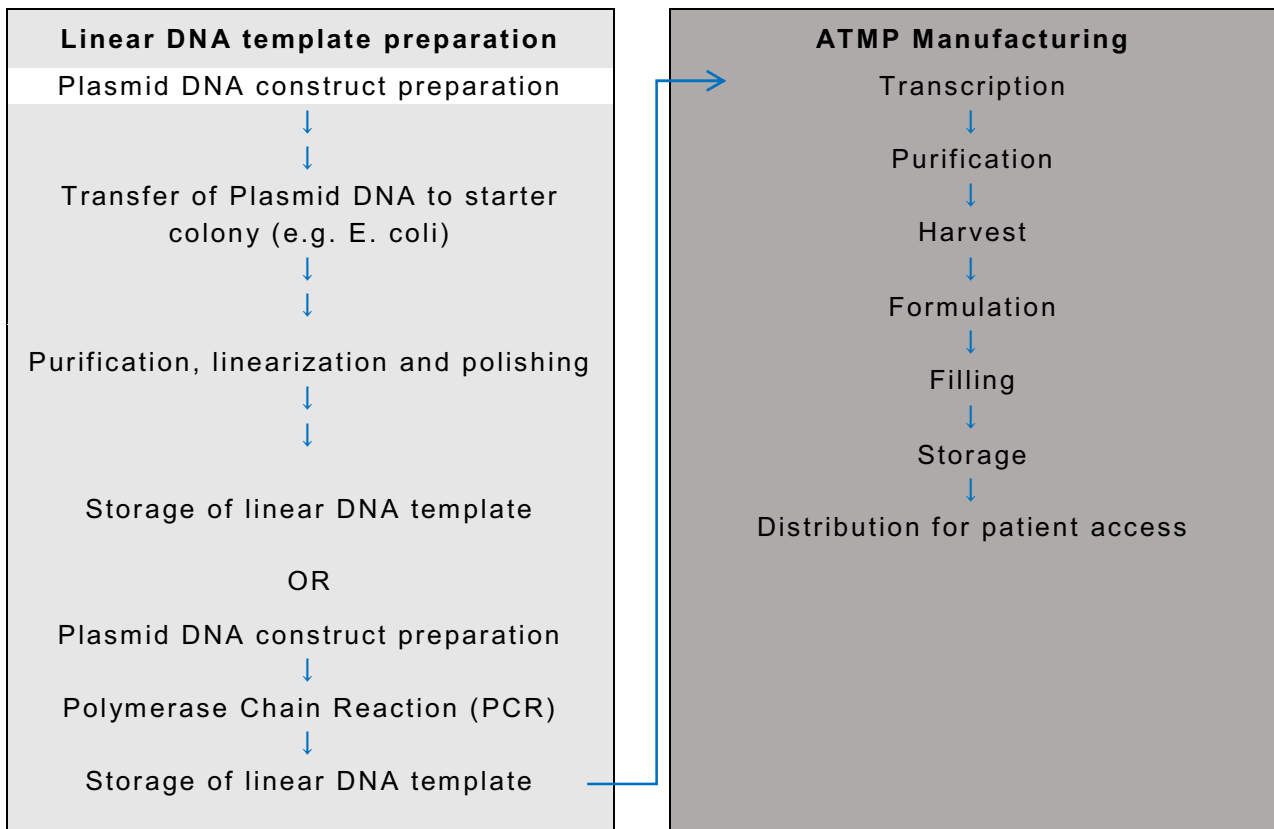 Linear DNA template preparation
Plasmid DNA construct preparation
↓
↓
Transfer of Plasmid DNA to starter
colony (e.g. E. coli)
↓
↓
Purification, linearization and polishing
↓
↓
Storage of linear DNA template
OR
Plasmid DNA construct preparation
↓
Polymerase Chain Reaction (PCR)
↓
Storage of linear DNA template
ATMP Manufacturing
Transcription
↓
Purification
↓
Harvest
↓
Formulation
↓
Filling
↓
Storage
↓
Distribution for patient access